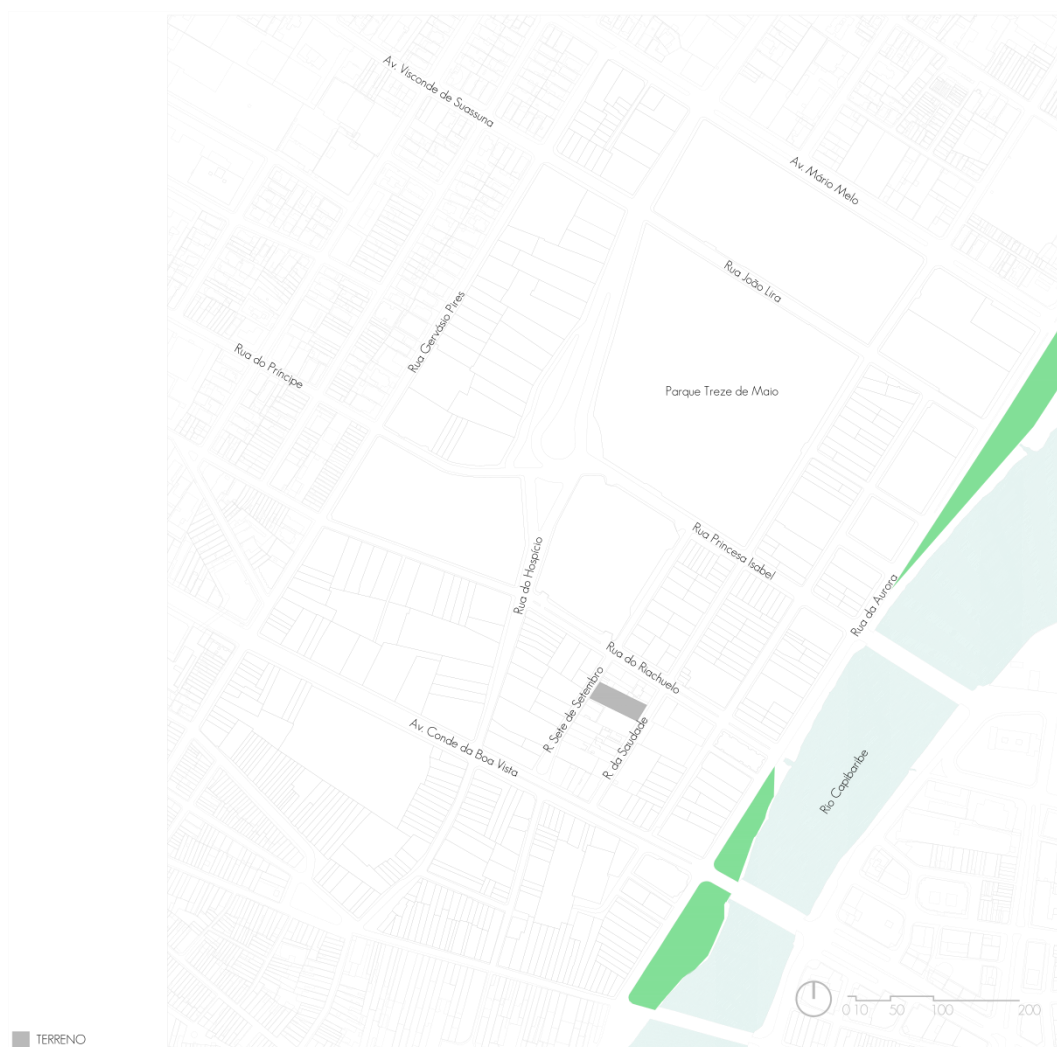 Av. Visconde de Suassuna
Av. Mário Melo
Rua João Lira
Rua Gervásio Pires
Rua do Príncipe
Parque Treze de Maio
Rua Princesa Isabel
Rua do Hospício
Rua da Aurora
Rua do Riachuelo
R. Sete de Setembro
R. da Saudade
Av. Conde da Boa Vista
Rio Capibaribe
0 10 50 100 200
TERRENO